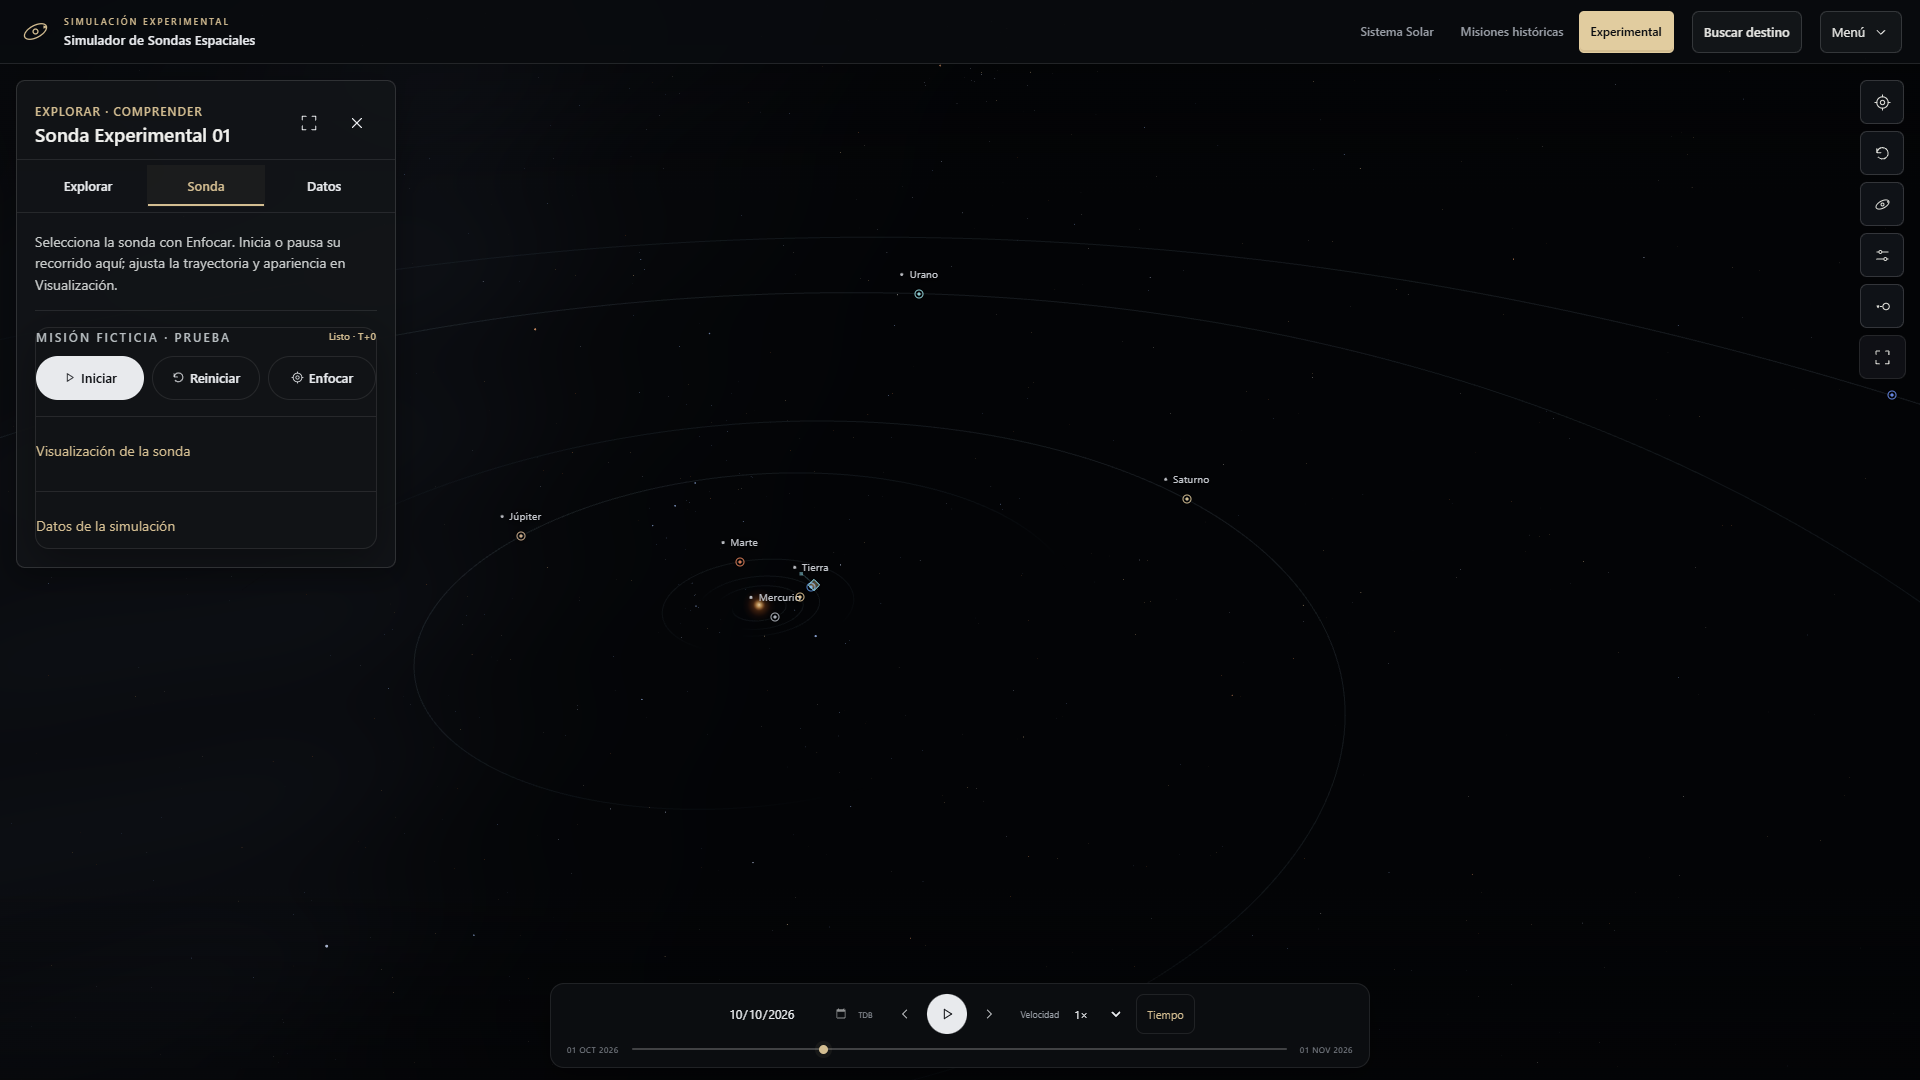 SIMULACIÓN EXPERIMENTAL
Simulador de Sondas Espaciales
Sistema Solar
Misiones históricas
Experimental
Buscar destino
Menú
EXPLORAR · COMPRENDER
Sonda Experimental 01
Explorar
Sonda
Datos
Selecciona la sonda con Enfocar. Inicia o pausa su
recorrido aquí; ajusta la trayectoria y apariencia en
Visualización.
MISIÓN FICTICIA · PRUEBA
Listo · T+0
Iniciar
Reiniciar
Enfocar
Visualización de la sonda
Datos de la simulación
Urano
Saturno
Júpiter
Marte
Tierra
Mercurio
10/10/2026
TDB
Velocidad
1×
Tiempo
01 OCT 2026
01 NOV 2026